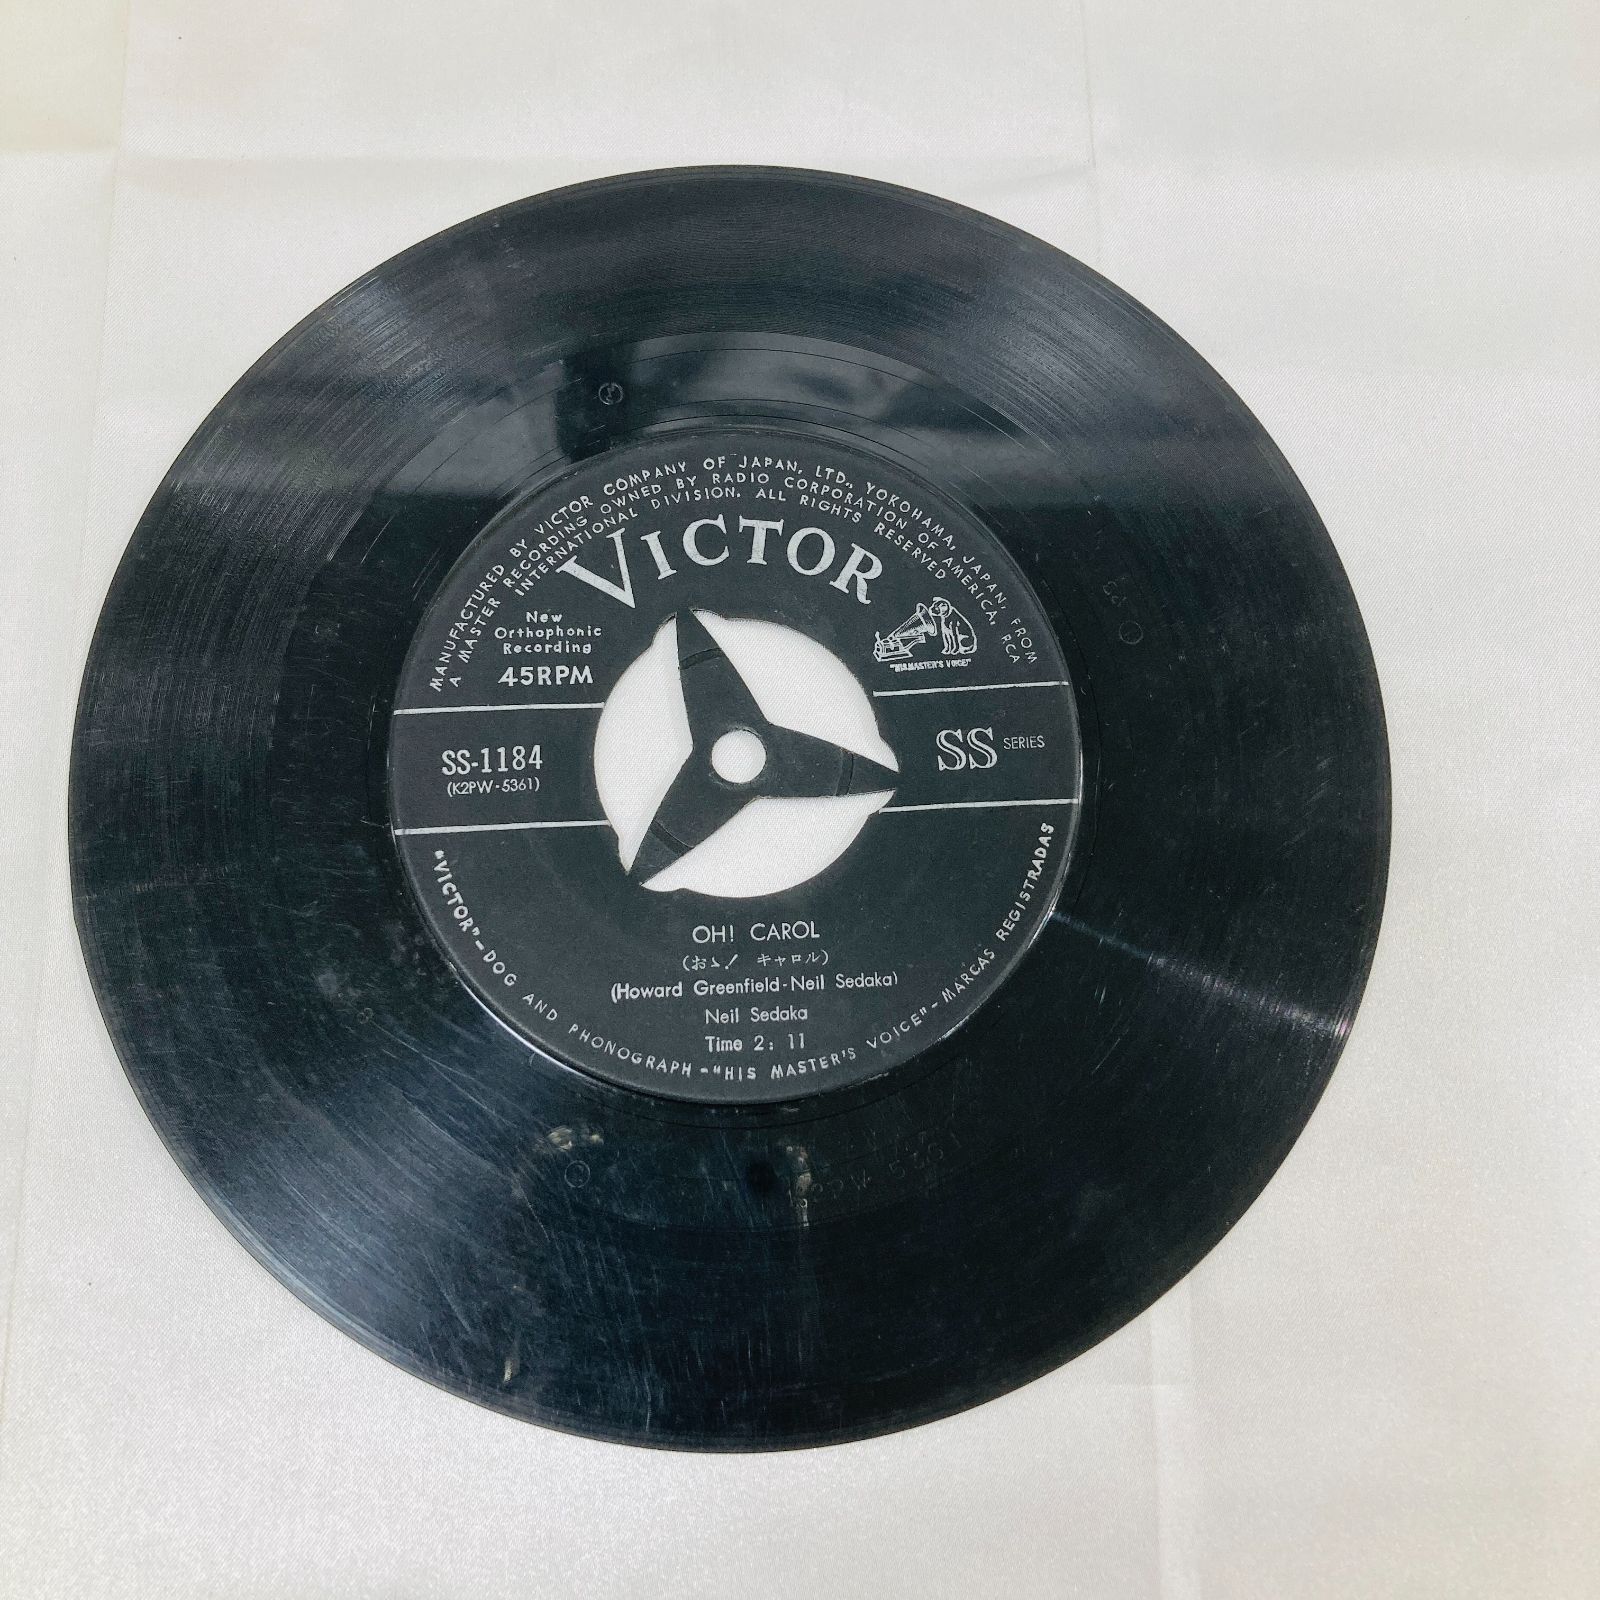 MANUFACTURED BY VICTOR COMPANY OF JAPAN, LTD., YOKOHAMA, JAPAN, FROM
A MASTER RECORDING OWNED BY RADIO CORPORATION OF AMERICA, RCA
INTERNATIONAL DIVISION. ALL RIGHTS RESERVED
VICTOR
New
Orthophonic
Recording
45RPM
"HIS MASTER'S VOICE"
SS-1184
(K2PW-5361)
SS SERIES
OH! CAROL
(おゝ! キャロル)
(Howard Greenfield-Neil Sedaka)
Neil Sedaka
Time 2: 11
"VICTOR"-DOG AND PHONOGRAPH-"HIS MASTER'S VOICE"-MARCAS REGISTRADAS